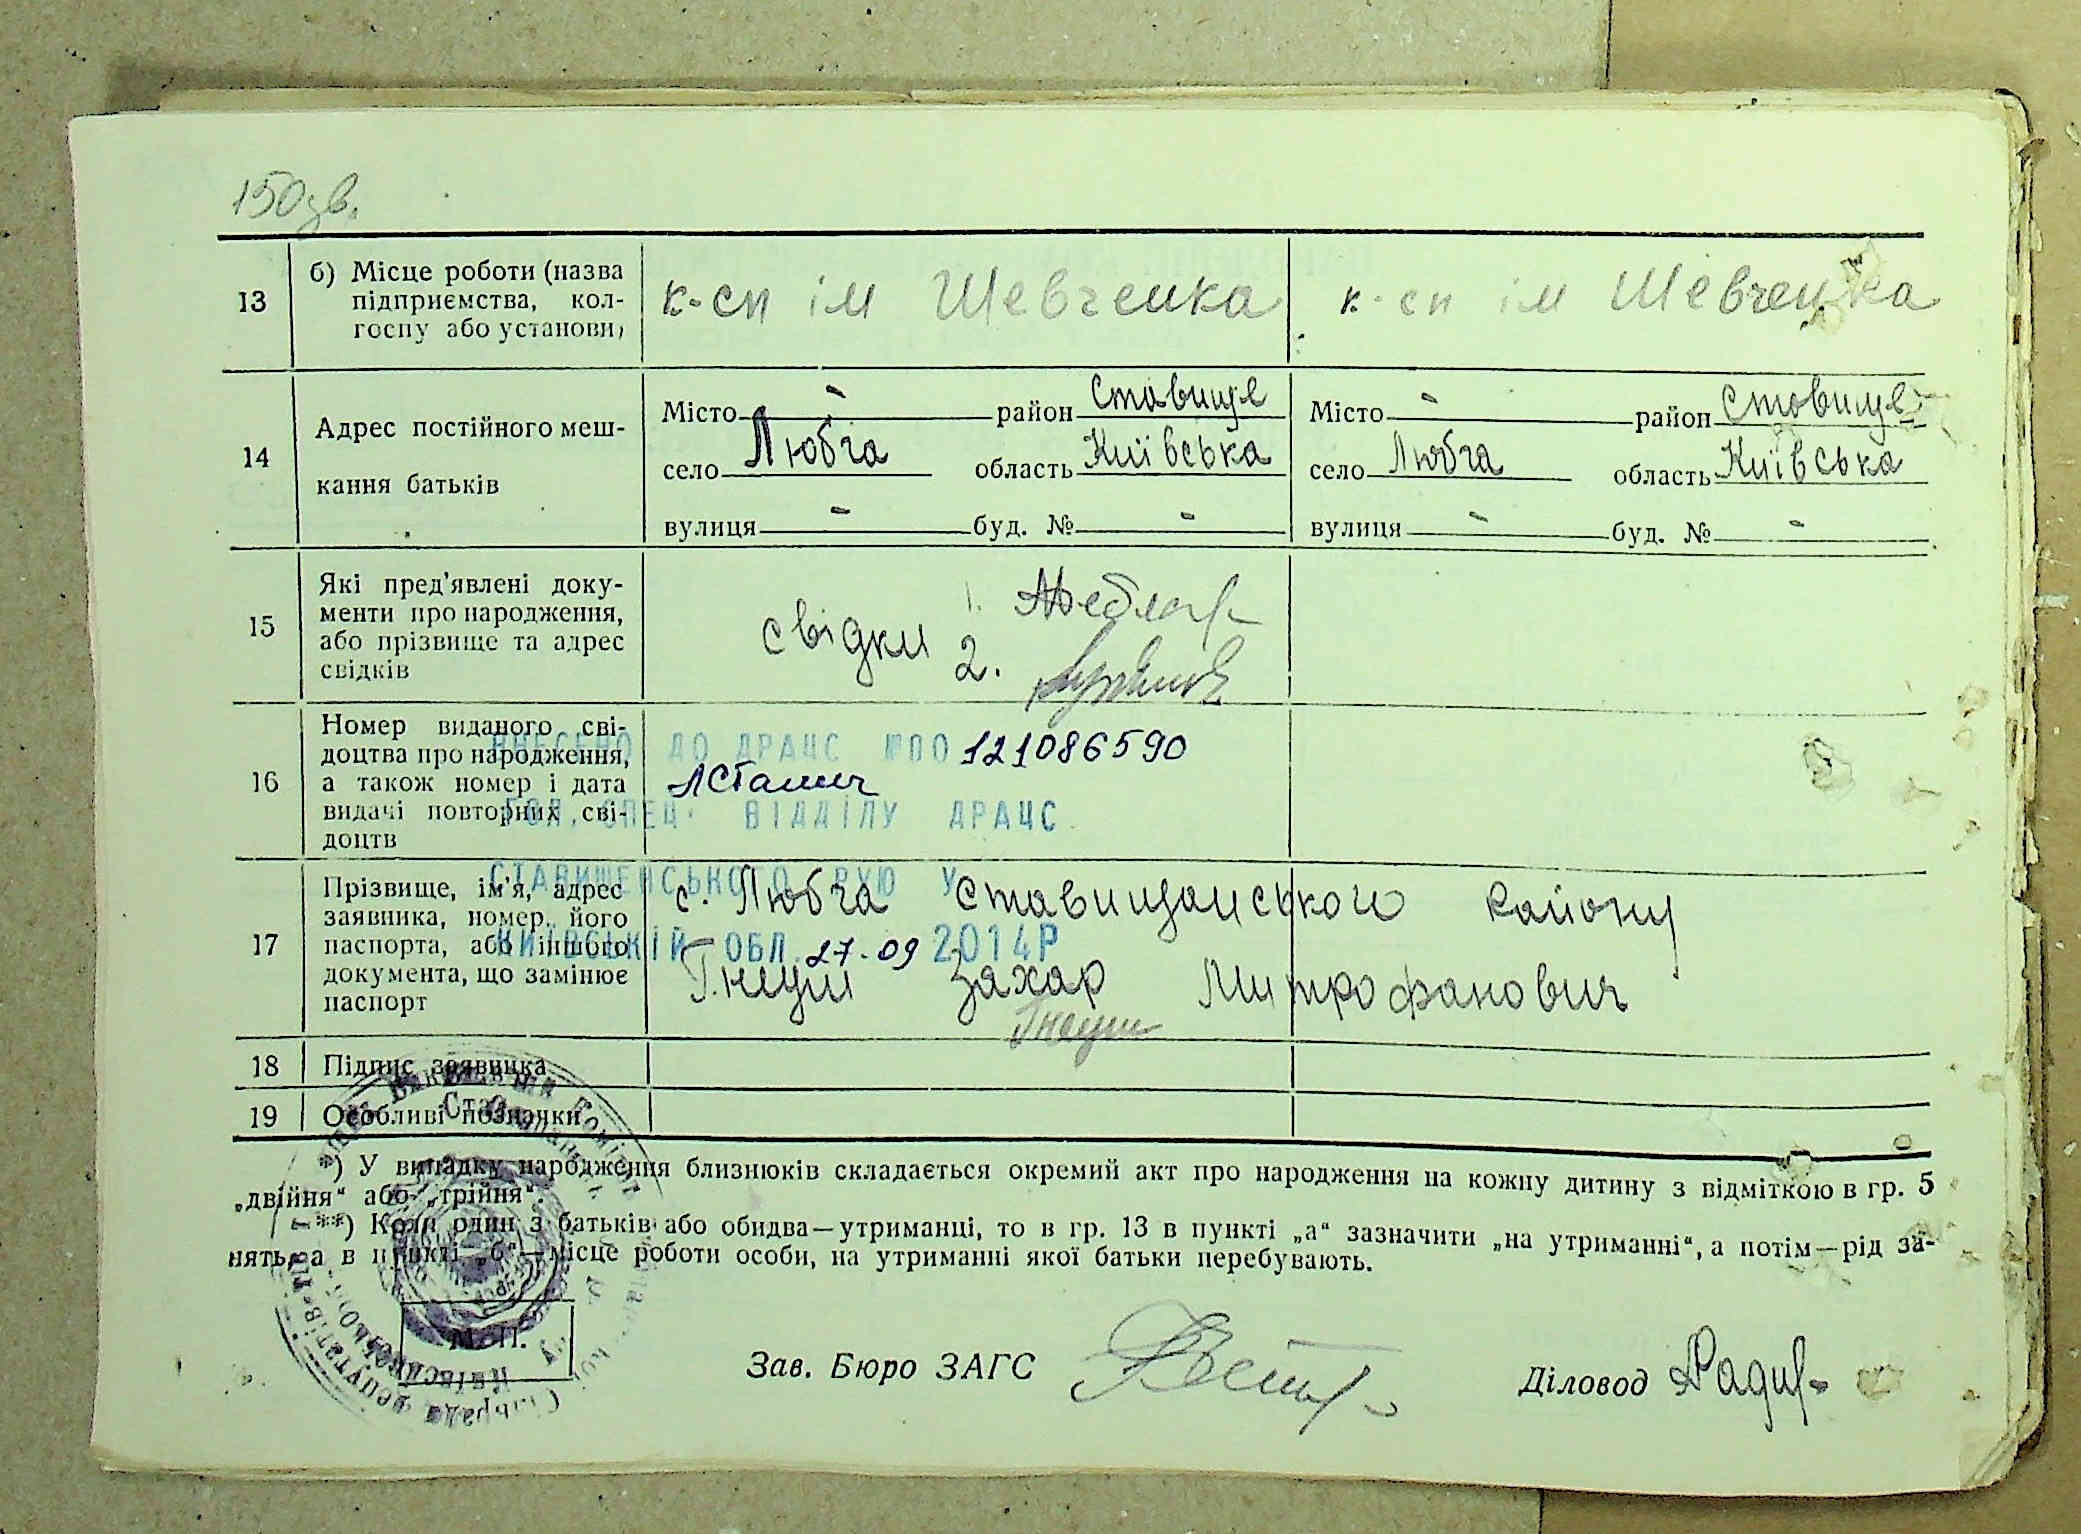 150зв.
13
б) Місце роботи (назва
підприємства, кол-
госпу або установи)
к-сп ім Шевченка
к-сп ім Шевченка
14
Адрес постійного меш-
кання батьків
Місто - район Ставище
село Любча область Київська
вулиця - буд. № -
Місто - район Ставище
село Любча область Київська
вулиця - буд. № -
15
Які пред'явлені доку-
менти про народження,
або прізвище та адрес
свідків
свідки
1.
2.
16
Номер виданого сві-
доцтва про народження,
а також номер і дата
видачі повторних сві-
доцтв
ВНЕСЕНО ДО ДРАЦС №00 121086590
ГОЛ. СПЕЦ. ВІДДІЛУ ДРАЦС
СТАВИЩЕНСЬКОГО РУЮ У
КИЇВСЬКІЙ ОБЛ. 27.09 2014Р
17
Прізвище, ім'я, адрес
заявника, номер його
паспорта, або іншого
документа, що замінює
паспорт
с. Любча Ставищанського району
Гнещи Захар Митрофанович
18
Підпис заявника
19
Особливі позначки
*) У випадку народження близнюків складається окремий акт про народження на кожну дитину з відміткою в гр. 5
„двійня“ або „трійня“.
**) Коли один з батьків або обидва—утриманці, то в гр. 13 в пункті „а“ зазначити „на утриманні“, а потім—рід за-
нять, а в пункті „б“—місце роботи особи, на утриманні якої батьки перебувають.
М. П.
Зав. Бюро ЗАГС
Діловод